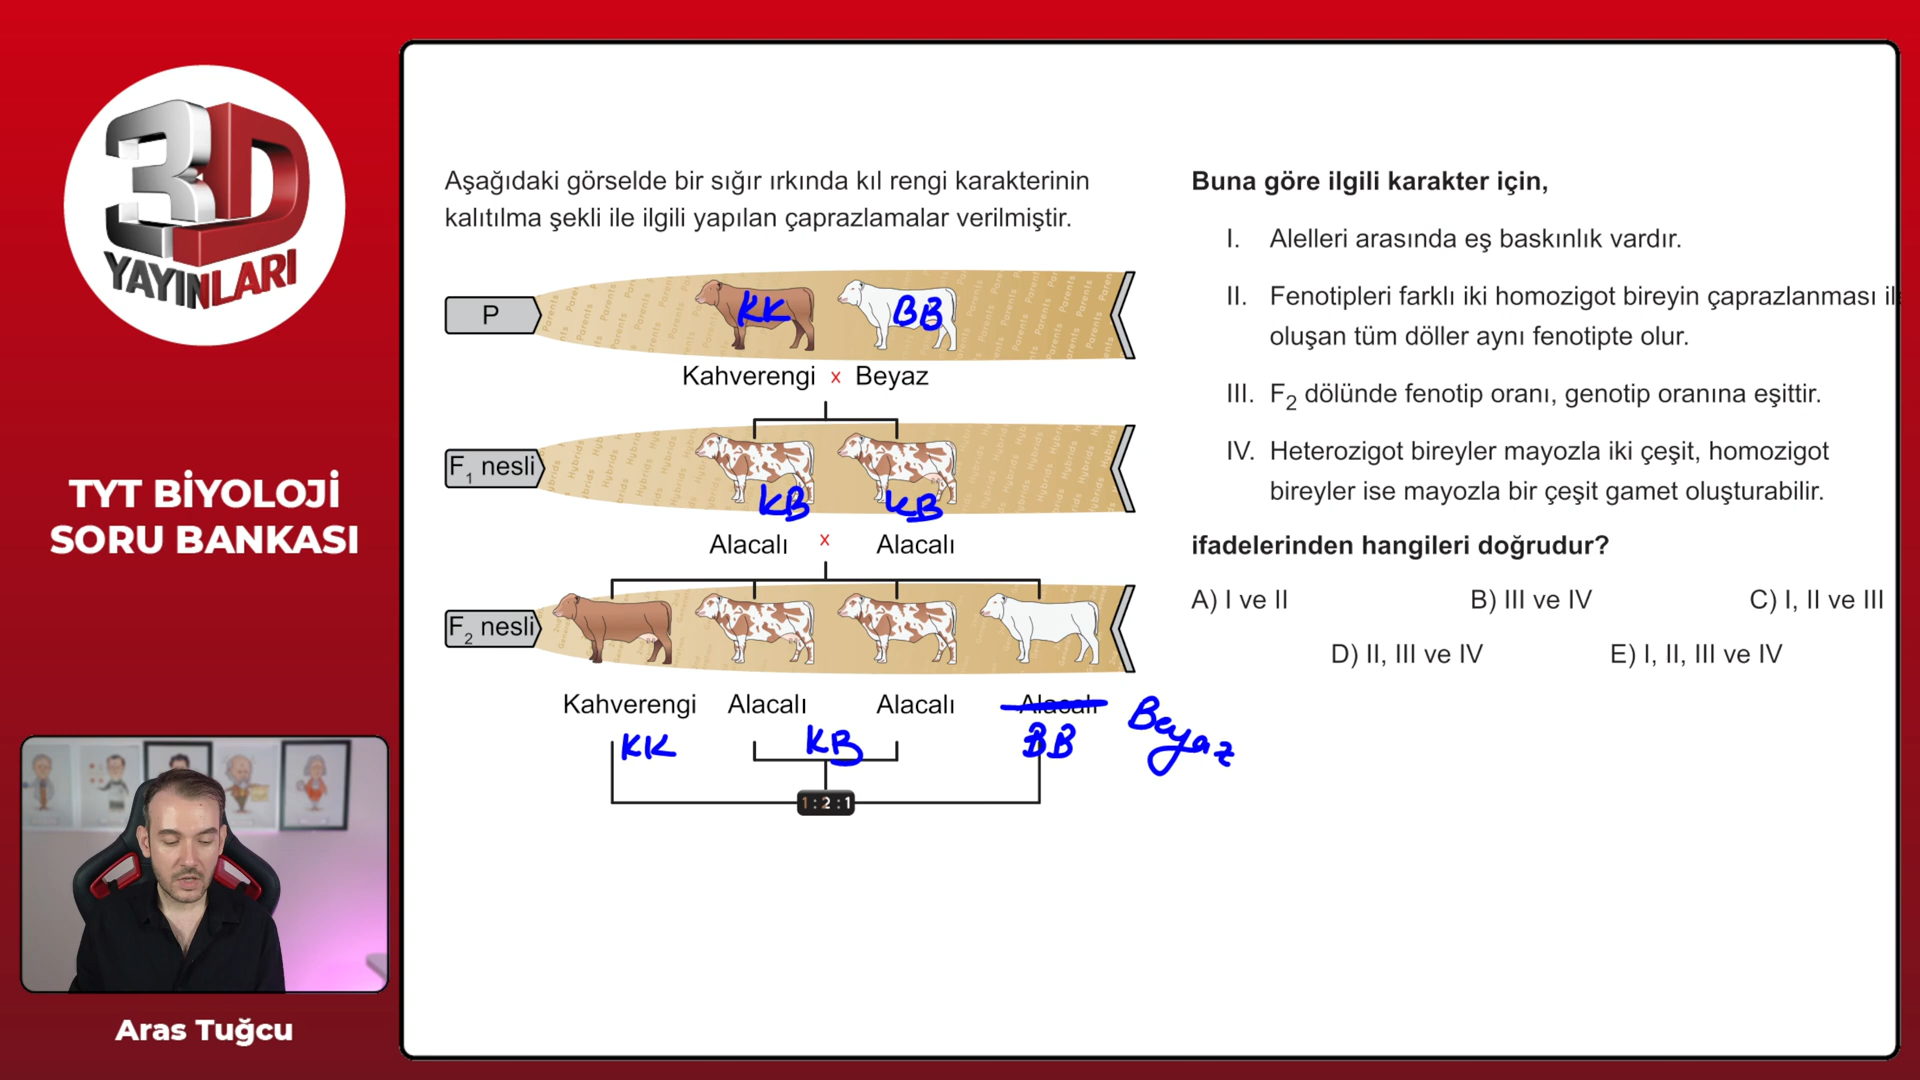 3D
YAYINLARI
TYT BİYOLOJİ
SORU BANKASI
Aras Tuğcu
Aşağıdaki görselde bir sığır ırkında kıl rengi karakterinin
kalıtılma şekli ile ilgili yapılan çaprazlamalar verilmiştir.
P
KK
BB
Kahverengi x Beyaz
F1 nesli
KB
KB
Alacalı x Alacalı
F2 nesli
Kahverengi Alacalı Alacalı Alacalı
Beyaz
KK
KB
BB
1:2:1
Buna göre ilgili karakter için,
I. Alelleri arasında eş baskınlık vardır.
II. Fenotipleri farklı iki homozigot bireyin çaprazlanması
oluşan tüm döller aynı fenotipte olur.
III. F2 dölünde fenotip oranı, genotip oranına eşittir.
IV. Heterozigot bireyler mayozla iki çeşit, homozigot
bireyler ise mayozla bir çeşit gamet oluşturabilir.
ifadelerinden hangileri doğrudur?
A) I ve II B) III ve IV C) I, II ve III
D) II, III ve IV E) I, II, III ve IV